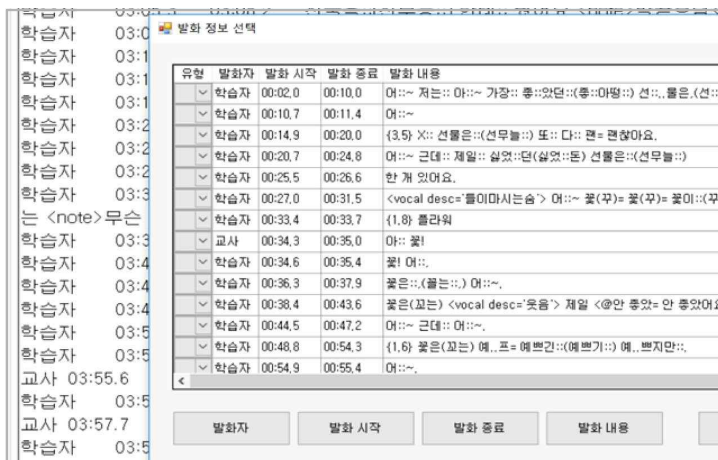 학습자 03:0
발화 정보 선택
학습자 03:1
학습자 03:1
학습자 03:1
학습자 03:2
학습자 03:2
학습자 03:2
학습자 03:3
는 <note>무슨
학습자 03:3
학습자 03:4
학습자 03:4
학습자 03:4
학습자 03:5
학습자 03:5
교사 03:55.6
학습자 03:5
교사 03:57.7
학습자 03:5
유형 발화자 발화 시작 발화 종료 발화 내용
학습자 00:02,0 00:10,0 어::~ 저는:: 아::~ 가장:: 좋::았던::(종::아떵::) 선::..물은.(선::
학습자 00:10,7 00:11,4 어::~
학습자 00:14,9 00:20,0 {3,5} X:: 선물은::(선무늘::) 또:: 다:: 괜= 괜찮아요.
학습자 00:20,7 00:24,8 어::~ 근데:: 제일:: 싫었::던(실었::돈) 선물은::(선무늘::)
학습자 00:25,5 00:26,6 한 개 있어요.
학습자 00:27,0 00:31,5 <vocal desc='들이마시는숨'> 어::~ 꽃(꾸)= 꽃(꾸)= 꽃이::(꾸
학습자 00:33,4 00:33,7 {1,8} 플라워
교사 00:34,3 00:35,0 아:: 꽃!
학습자 00:34,6 00:35,4 꽃! 어::.
학습자 00:36,3 00:37,9 꽃은::.(꼴는::.) 어::~.
학습자 00:38,4 00:43,6 꽃은(꼬는) <vocal desc='웃음'> 제일 <@안 좋았= 안 좋았어요
학습자 00:44,5 00:47,2 어::~ 근데:: 어::~.
학습자 00:48,8 00:54,3 {1,6} 꽃은(꼬는) 예..프= 예쁘긴::(예쁘기::) 예..쁘지만::.
학습자 00:54,9 00:55,4 어::~.
발화자 발화 시작 발화 종료 발화 내용